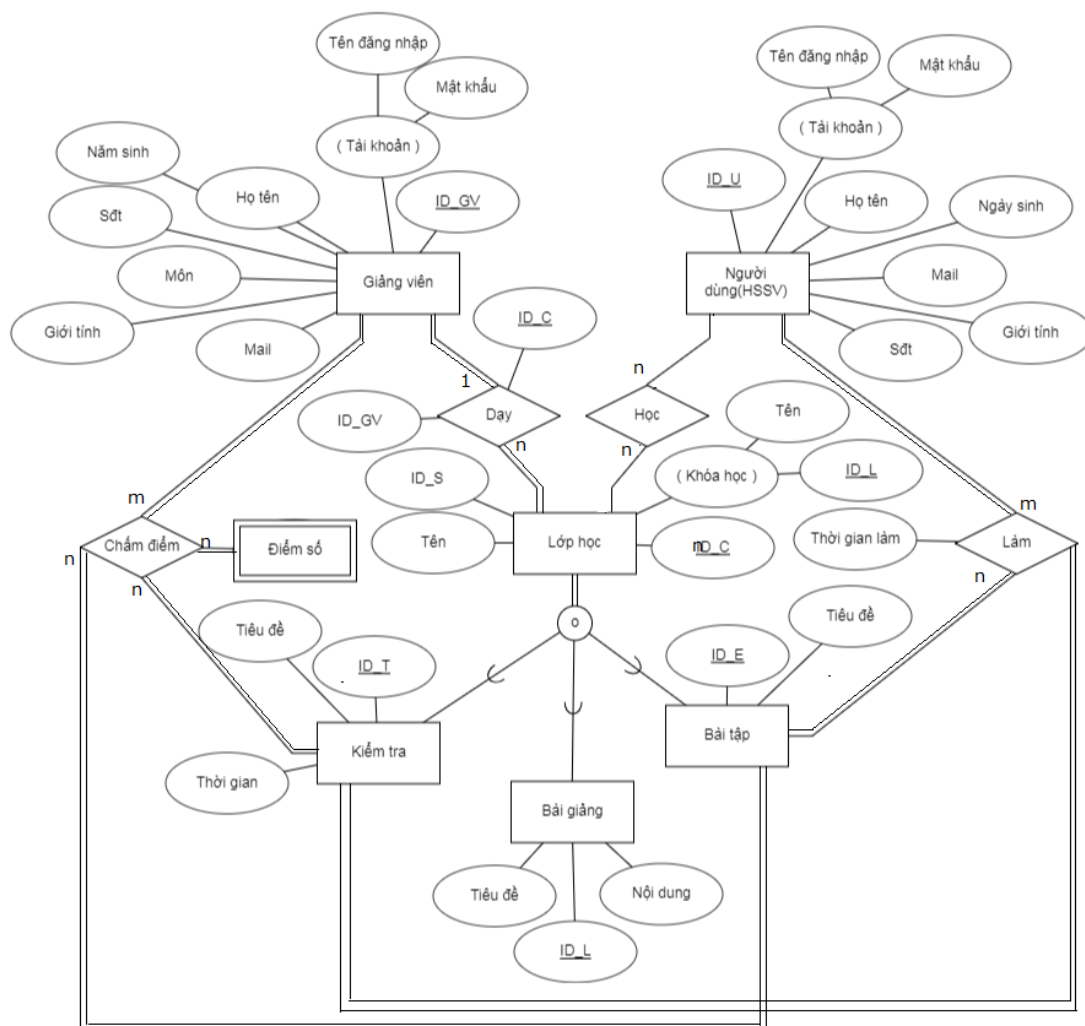 Tên đăng nhập
Mật khẩu
( Tài khoản )
Năm sinh
Họ tên
ID_GV
Sđt
Môn
Giảng viên
Giới tính
Mail
Tên đăng nhập
Mật khẩu
( Tài khoản )
ID_U
Họ tên
Ngày sinh
Người
dùng(HSSV)
Mail
Giới tính
Sđt
ID_C
1
n
ID_GV
Dạy
Học
n
n
Tên
ID_S
( Khóa học )
ID_L
m
m
Chấm điểm
n
Điểm số
n
n
Tên
Lớp học
m
ID_C
Thời gian làm
Làm
n
o
Tiêu đề
ID_T
ID_E
Tiêu đề
Kiểm tra
Bài tập
Thời gian
Bài giảng
Tiêu đề
Nội dung
ID_L